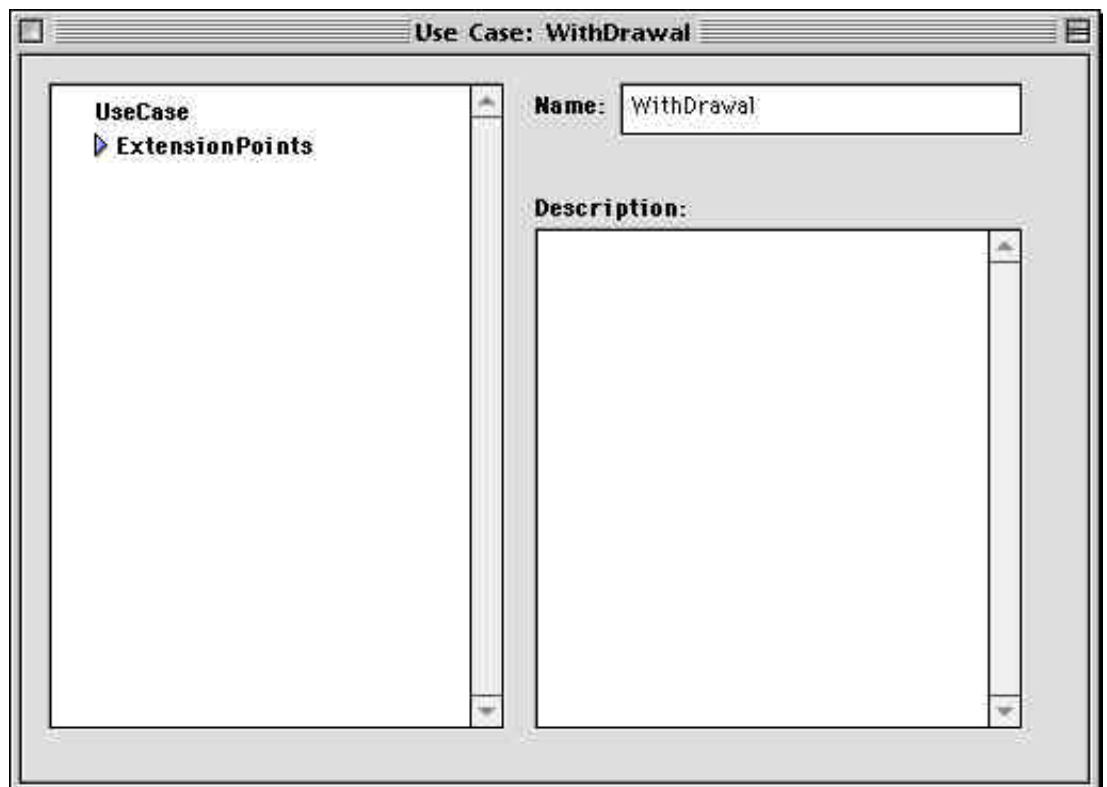 Use Case: WithDrawal
UseCase
ExtensionPoints
Name: WithDrawal
Description: